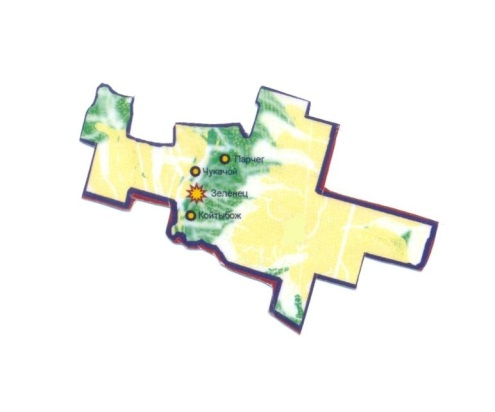 Парчег
Чукачой
Зеленец
Койтыбож